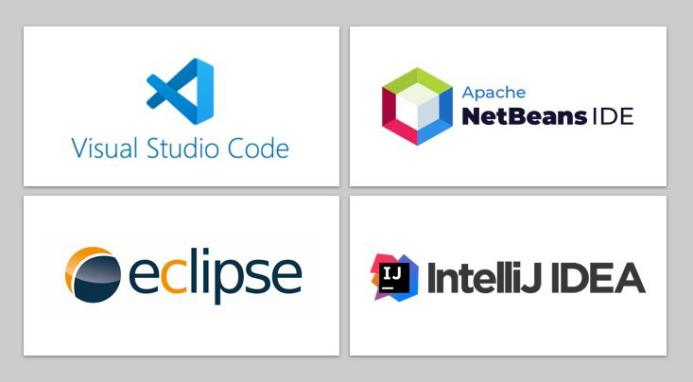 Visual Studio Code
Apache
NetBeans IDE
eclipse
IJ
IntelliJ IDEA